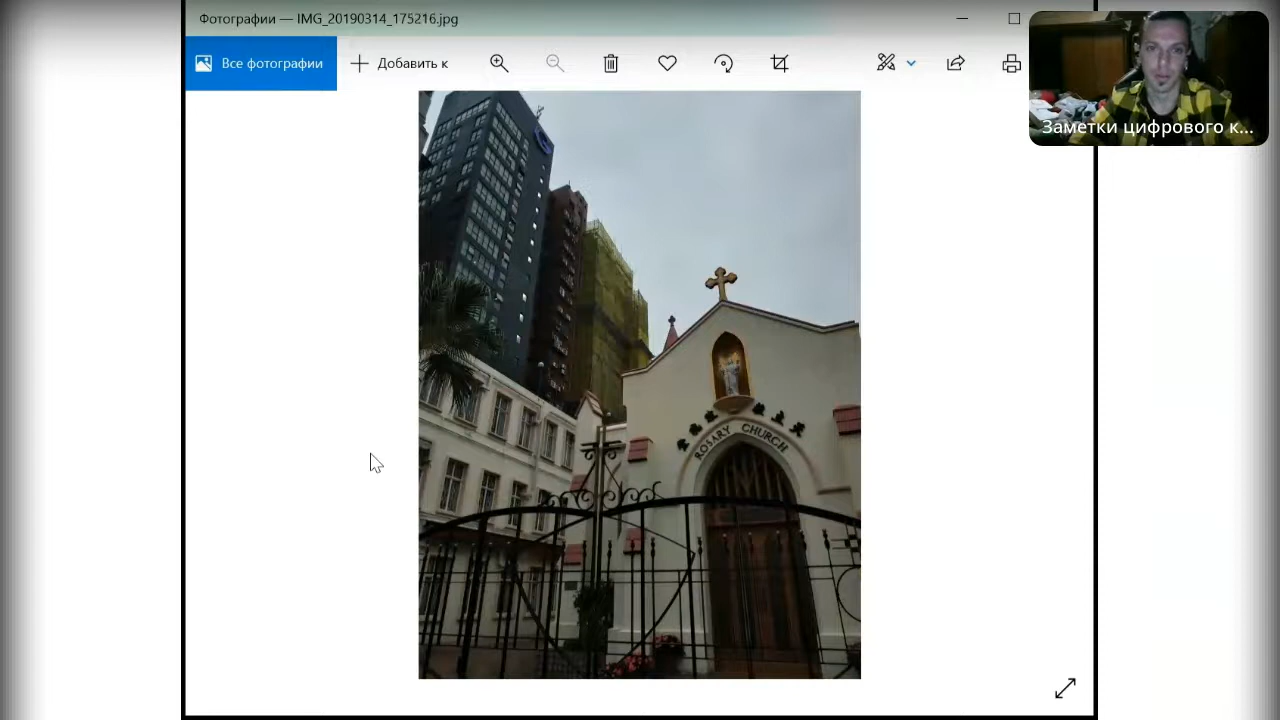 Фотографии — IMG_20190314_175216.jpg
Все фотографии
Добавить к
Заметки цифрового к...
ROSARY CHURCH